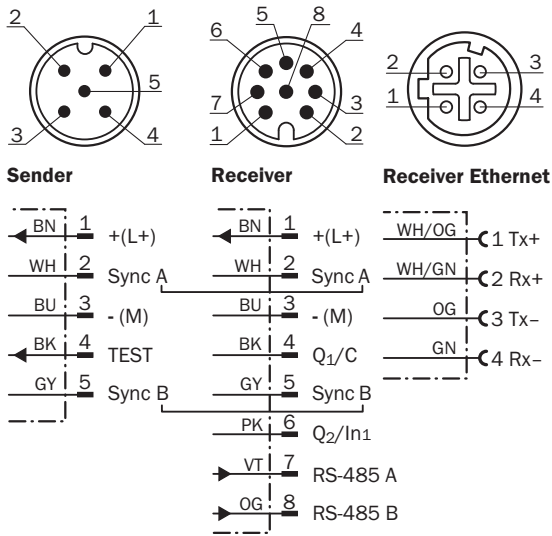 2 1
5
3 4
Sender
5 8
6 4
7 3
1 2
Receiver
2 3
1 4
Receiver Ethernet
BN 1 +(L+)
WH 2 Sync A
BU 3 - (M)
BK 4 TEST
GY 5 Sync B
BN 1 +(L+)
WH 2 Sync A
BU 3 - (M)
BK 4 Q1/C
GY 5 Sync B
PK 6 Q2/In1
VT 7 RS-485 A
OG 8 RS-485 B
WH/OG 1 Tx+
WH/GN 2 Rx+
OG 3 Tx–
GN 4 Rx–